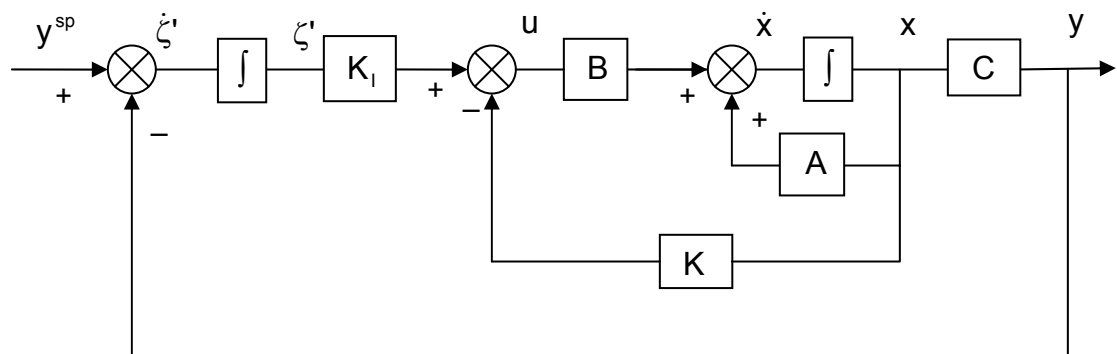 y^sp ζ̇' ζ' u ẋ x y
∫ K_I B ∫ C
+ + + –
– +
A
K